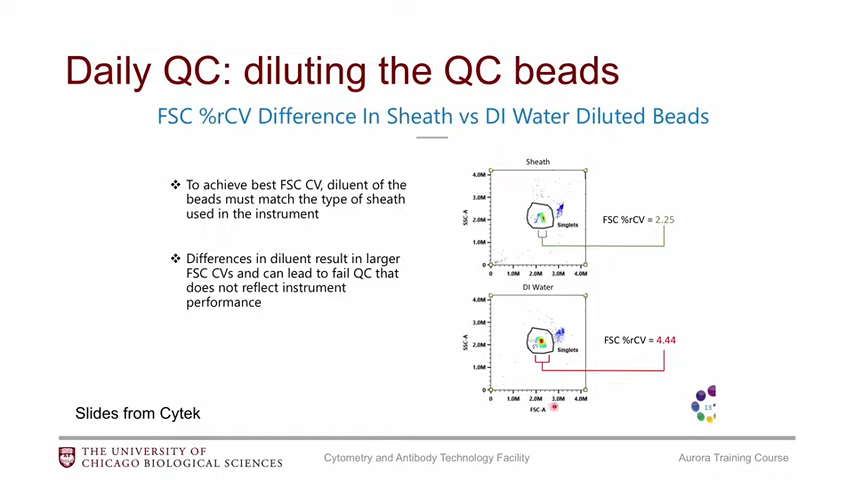 Daily QC: diluting the QC beads
FSC %rCV Difference In Sheath vs DI Water Diluted Beads
❖ To achieve best FSC CV, diluent of the
beads must match the type of sheath
used in the instrument
❖ Differences in diluent result in larger
FSC CVs and can lead to fail QC that
does not reflect instrument
performance
Sheath
4.0M
3.0M
2.0M
1.0M
0
SSC-A
Singlets
0 1.0M 2.0M 3.0M 4.0M
FSC %rCV = 2.25
DI Water
4.0M
3.0M
2.0M
1.0M
0
SSC-A
Singlets
0 1.0M 2.0M 3.0M 4.0M
FSC-A
FSC %rCV = 4.44
13
Slides from Cytek
THE UNIVERSITY OF
CHICAGO BIOLOGICAL SCIENCES
Cytometry and Antibody Technology Facility
Aurora Training Course